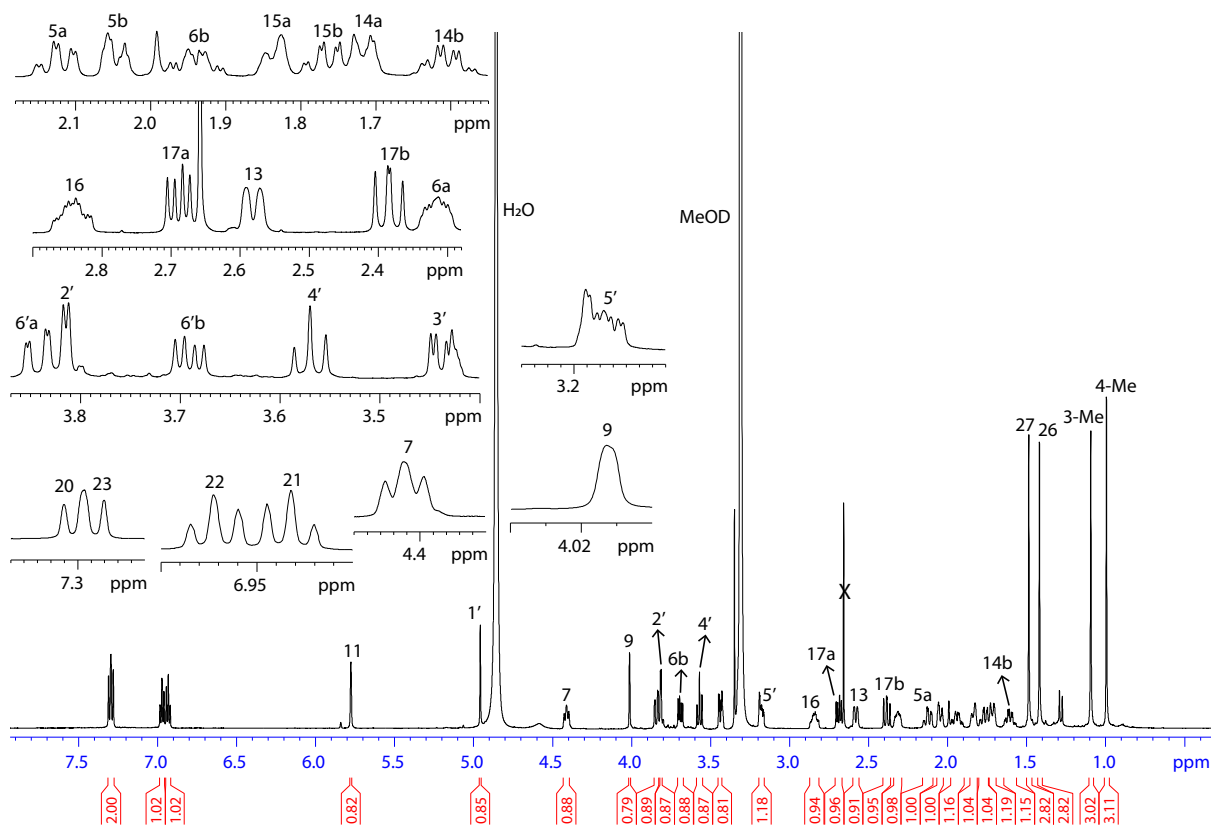 5a 5b 6b 15a 15b 14a 14b
2.1 2.0 1.9 1.8 1.7 ppm
16 17a 13 17b 6a
2.8 2.7 2.6 2.5 2.4 ppm
H₂O
MeOD
6′a 2′ 6′b 4′ 3′
3.8 3.7 3.6 3.5 ppm
5′
3.2 ppm
20 23
7.3 ppm
22 21
6.95 ppm
7
4.4 ppm
9
4.02 ppm
11 1′ 7 9 2′ 6b 4′ 5′ 16 17a X 13 17b 5a 14b 27 26 3-Me 4-Me
7.5 7.0 6.5 6.0 5.5 5.0 4.5 4.0 3.5 3.0 2.5 2.0 1.5 1.0 ppm
2.00 1.02 1.02 0.82 0.85 0.88 0.79 0.89 0.87 0.88 0.87 0.81 1.18 0.94 0.96 0.91 0.95 0.98 1.00 1.00 1.16 1.04 1.04 1.19 1.15 2.82 2.82 3.02 3.11